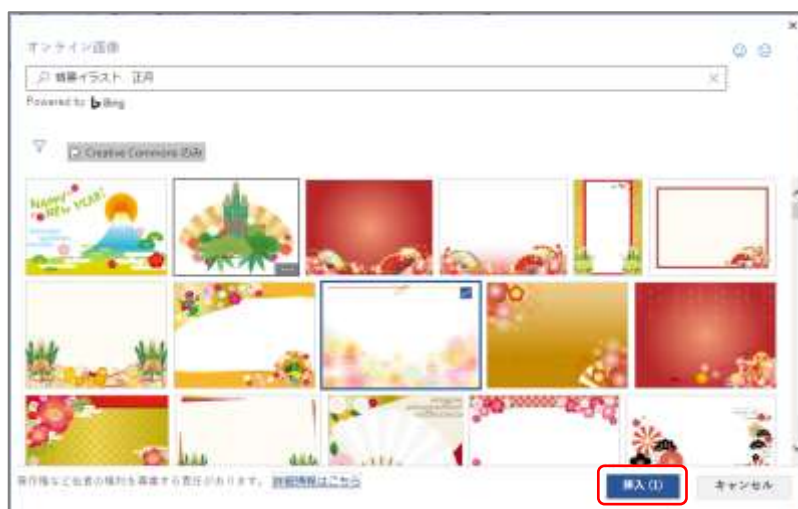 オンライン画像
背景イラスト 正月
Powered by Bing
Creative Commons のみ
HAPPY
NEW YEAR!
著作権など他者の権利を尊重する責任があります。 詳細情報はこちら
挿入 (1)
キャンセル